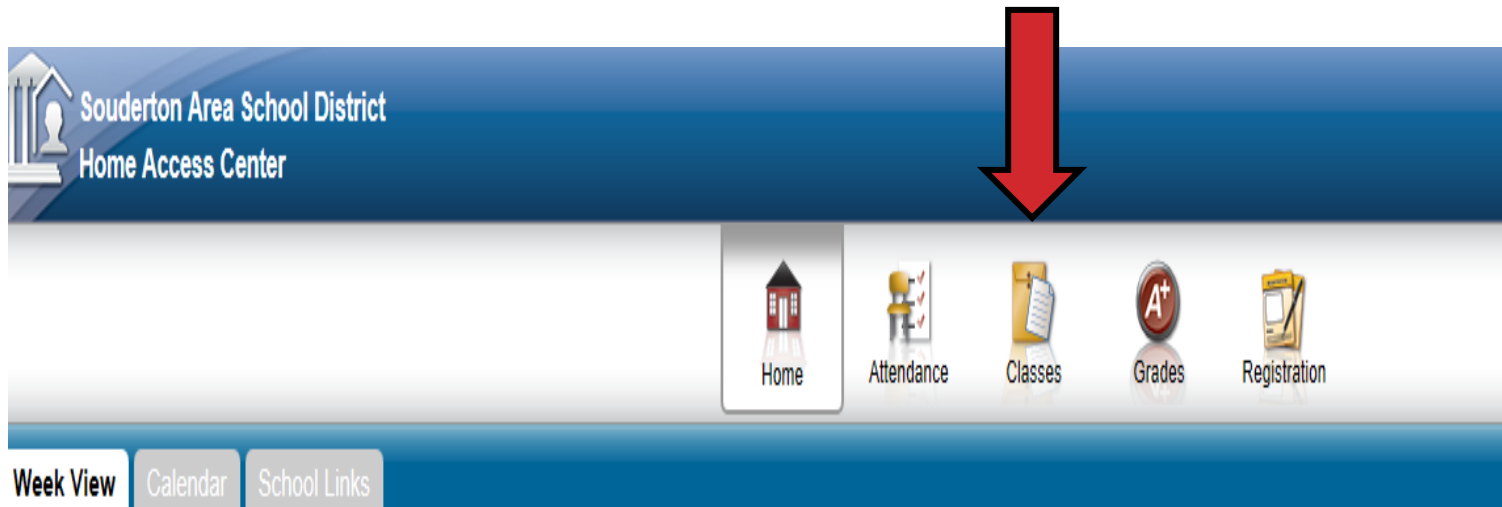 Souderton Area School District
Home Access Center
A+
Home Attendance Classes Grades Registration
Week View Calendar School Links